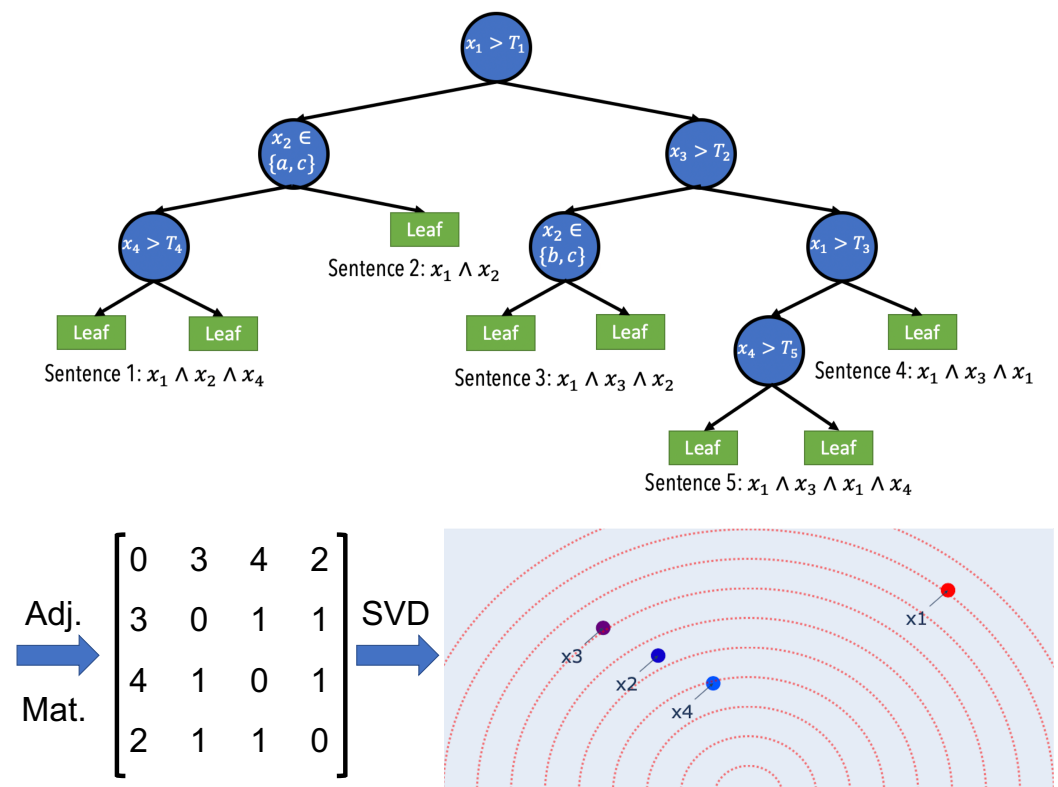 x₁ > T₁
x₂ ∈
{a, c}
x₃ > T₂
x₄ > T₄
Leaf
x₂ ∈
{b, c}
x₁ > T₃
Sentence 2: x₁ ∧ x₂
Leaf
Leaf
Leaf
Leaf
x₄ > T₅
Leaf
Sentence 1: x₁ ∧ x₂ ∧ x₄
Sentence 3: x₁ ∧ x₃ ∧ x₂
Sentence 4: x₁ ∧ x₃ ∧ x₁
Leaf
Leaf
Sentence 5: x₁ ∧ x₃ ∧ x₁ ∧ x₄
Adj.
Mat.
0 3 4 2
3 0 1 1
4 1 0 1
2 1 1 0
SVD
x1
x3
x2
x4